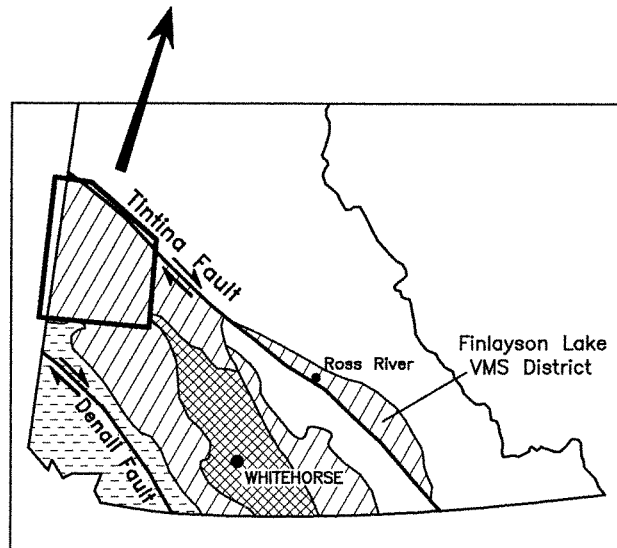 Tintina Fault
Ross River
Finlayson Lake
VMS District
Denali Fault
WHITEHORSE